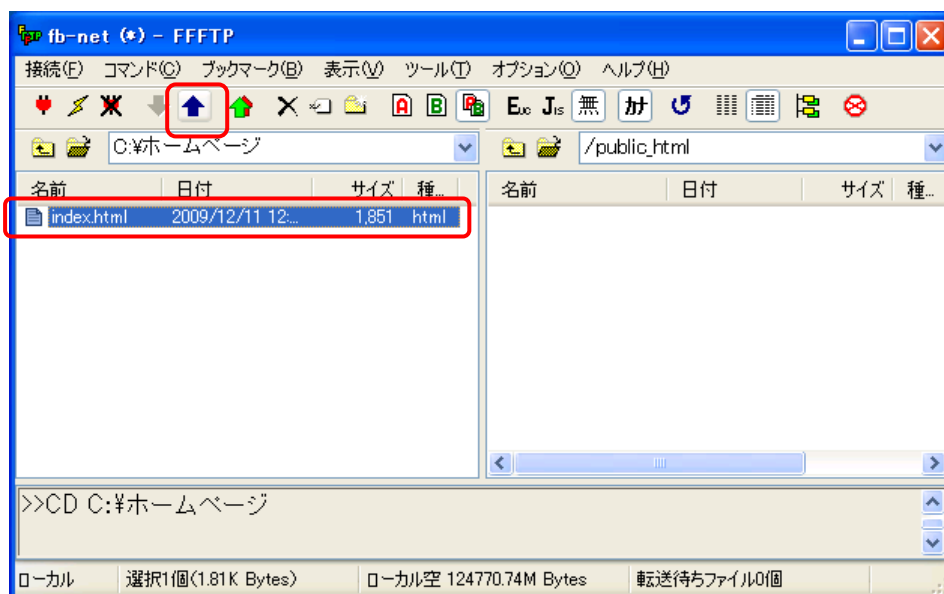 fb-net (*) - FFFTP
接続(F) コマンド(C) ブックマーク(B) 表示(V) ツール(T) オプション(O) ヘルプ(H)
A B Euc JIS 無 カナ
C:¥ホームページ /public_html
名前 日付 サイズ 種... 名前 日付 サイズ 種...
index.html 2009/12/11 12:... 1,851 html
>>CD C:¥ホームページ
ローカル 選択1個(1.81K Bytes) ローカル空 124770.74M Bytes 転送待ちファイル0個